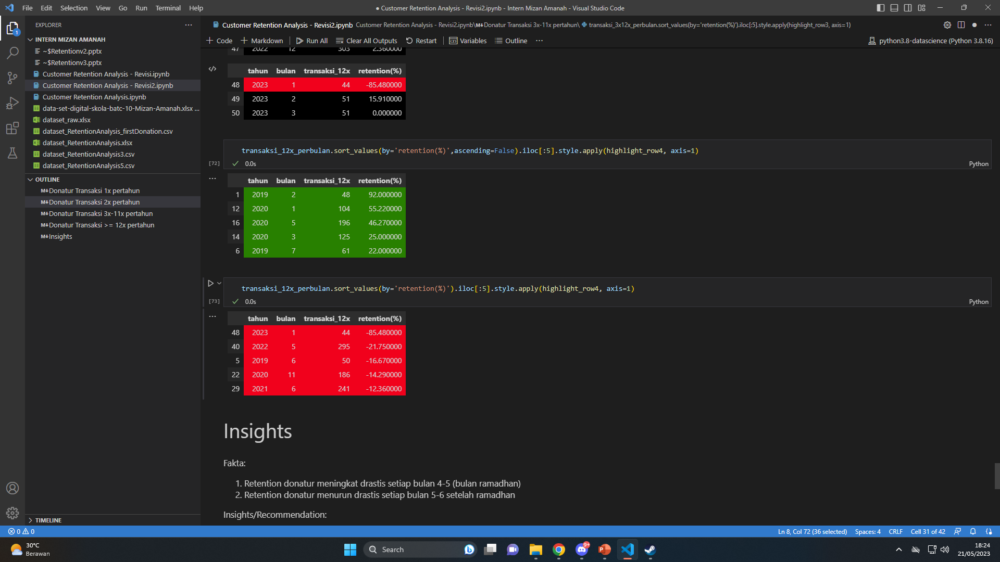 File Edit Selection View Go Run Terminal Help
● Customer Retention Analysis - Revisi2.ipynb - Intern Mizan Amanah - Visual Studio Code
EXPLORER
INTERN MIZAN AMANAH
~$Retentionv2.pptx
~$Retentionv3.pptx
Customer Retention Analysis - Revisi.ipynb
Customer Retention Analysis - Revisi2.ipynb
Customer Retention Analysis.ipynb
data-set-digital-skola-batc-10-Mizan-Amanah.xlsx ...
dataset_raw.xlsx
dataset_RetentionAnalysis_firstDonation.csv
dataset_RetentionAnalysis.xlsx
dataset_RetentionAnalysis3.csv
dataset_RetentionAnalysis5.csv
OUTLINE
M↓Donatur Transaksi 1x pertahun
M↓Donatur Transaksi 2x pertahun
M↓Donatur Transaksi 3x-11x pertahun
M↓Donatur Transaksi >= 12x pertahun
M↓Insights
TIMELINE
Customer Retention Analysis - Revisi2.ipynb Customer Retention Analysis - Revisi2.ipynb\M↓Donatur Transaksi 3x-11x pertahun\ transaksi_3x12x_perbulan.sort_values(by='retention(%)').iloc[:5].style.apply(highlight_row3, axis=1)
+ Code + Markdown Run All Clear All Outputs Restart Variables Outline ... python3.8-datascience (Python 3.8.16)
47 2022 12 303 2.360000
tahun bulan transaksi_12x retention(%)
48 2023 1 44 -85.480000
49 2023 2 51 15.910000
50 2023 3 51 0.000000
transaksi_12x_perbulan.sort_values(by='retention(%)',ascending=False).iloc[:5].style.apply(highlight_row4, axis=1)
[72] 0.0s Python
tahun bulan transaksi_12x retention(%)
1 2019 2 48 92.000000
12 2020 1 104 55.220000
16 2020 5 196 46.270000
14 2020 3 125 25.000000
6 2019 7 61 22.000000
transaksi_12x_perbulan.sort_values(by='retention(%)').iloc[:5].style.apply(highlight_row4, axis=1)
[73] 0.0s Python
tahun bulan transaksi_12x retention(%)
48 2023 1 44 -85.480000
40 2022 5 295 -21.750000
5 2019 6 50 -16.670000
22 2020 11 186 -14.290000
29 2021 6 241 -12.360000
Insights
Fakta:
1. Retention donatur meningkat drastis setiap bulan 4-5 (bulan ramadhan)
2. Retention donatur menurun drastis setiap bulan 5-6 setelah ramadhan
Insights/Recommendation:
0 0 Ln 8, Col 72 (36 selected) Spaces: 4 CRLF Cell 31 of 42
30°C
Berawan
Search
9+
18:24
21/05/2023